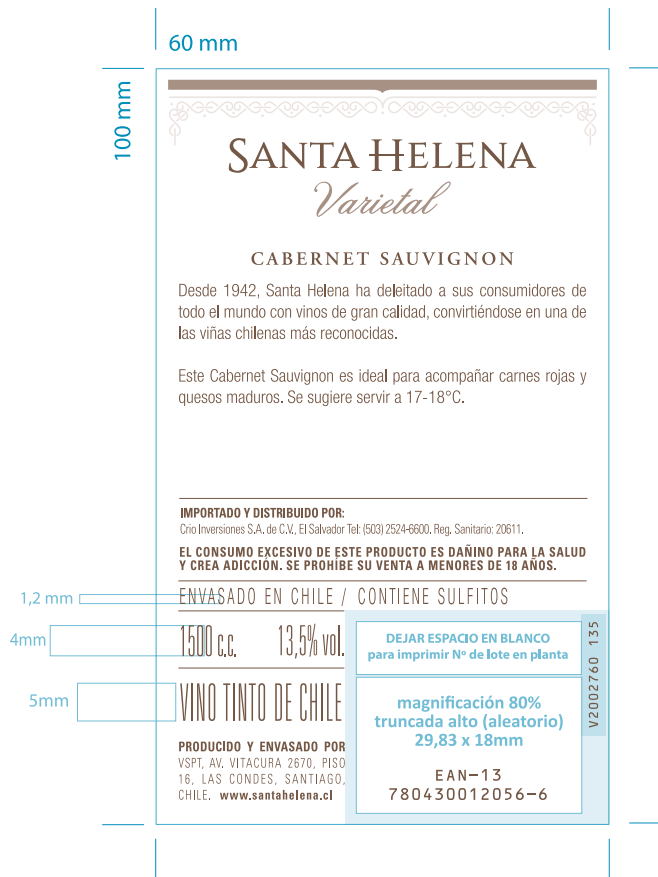 60 mm
100 mm
SANTA HELENA
Varietal
CABERNET SAUVIGNON
Desde 1942, Santa Helena ha deleitado a sus consumidores de
todo el mundo con vinos de gran calidad, convirtiéndose en una de
las viñas chilenas más reconocidas.
Este Cabernet Sauvignon es ideal para acompañar carnes rojas y
quesos maduros. Se sugiere servir a 17-18°C.
IMPORTADO Y DISTRIBUIDO POR:
Crio Inversiones S.A. de C.V., El Salvador Tel: (503) 2524-6600. Reg. Sanitario: 20611.
EL CONSUMO EXCESIVO DE ESTE PRODUCTO ES DAÑINO PARA LA SALUD
Y CREA ADICCIÓN. SE PROHÍBE SU VENTA A MENORES DE 18 AÑOS.
1,2 mm
ENVASADO EN CHILE / CONTIENE SULFITOS
4mm
1500 c.c. 13,5% vol.
5mm
VINO TINTO DE CHILE
PRODUCIDO Y ENVASADO POR
VSPT, AV. VITACURA 2670, PISO
16, LAS CONDES, SANTIAGO,
CHILE. www.santahelena.cl
DEJAR ESPACIO EN BLANCO
para imprimir Nº de lote en planta
V2002760 135
magnificación 80%
truncada alto (aleatorio)
29,83 x 18mm
EAN-13
780430012056-6